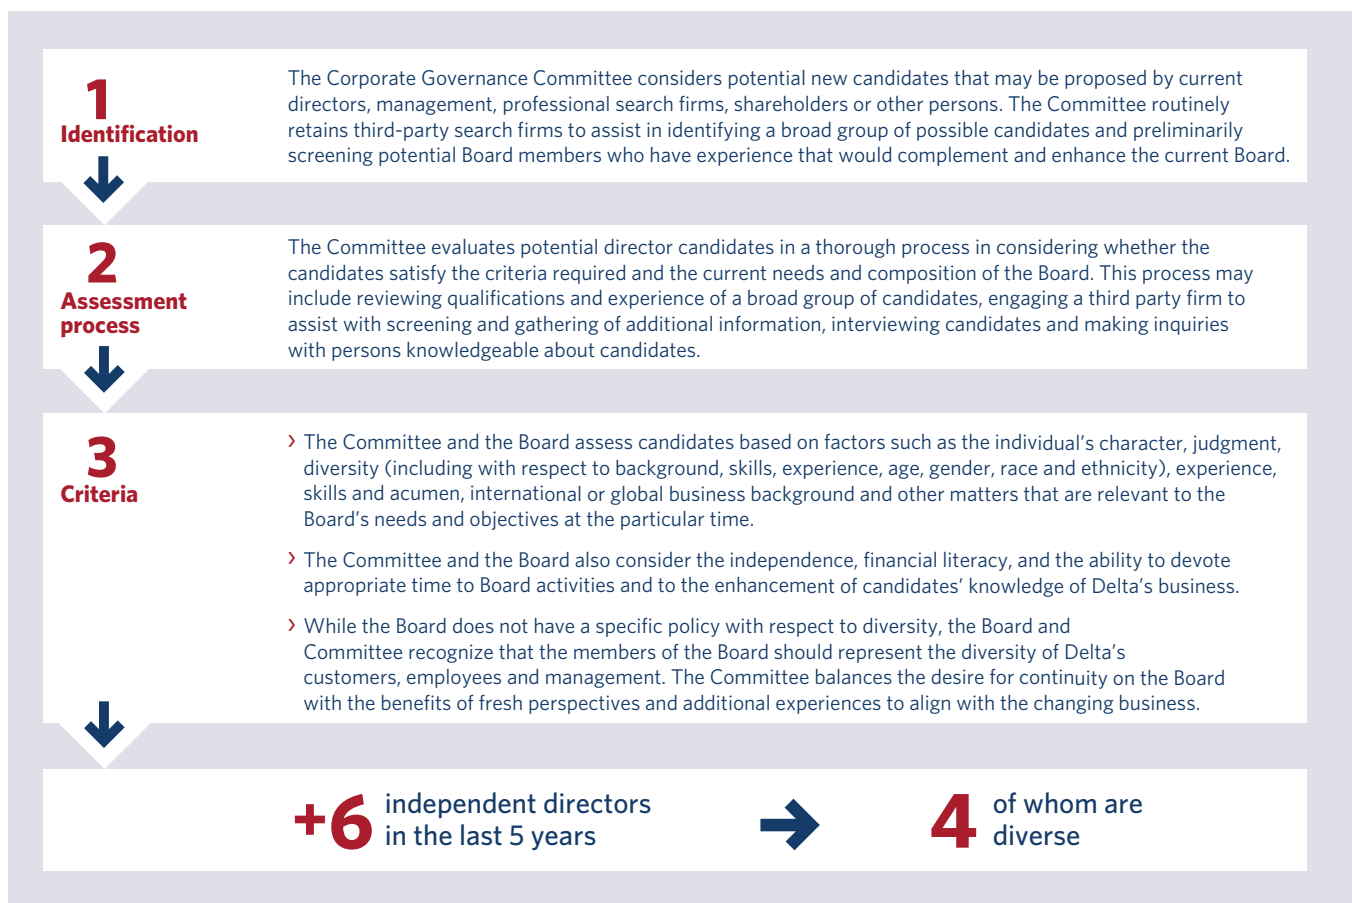 1
Identification
The Corporate Governance Committee considers potential new candidates that may be proposed by current
directors, management, professional search firms, shareholders or other persons. The Committee routinely
retains third-party search firms to assist in identifying a broad group of possible candidates and preliminarily
screening potential Board members who have experience that would complement and enhance the current Board.
2
Assessment
process
The Committee evaluates potential director candidates in a thorough process in considering whether the
candidates satisfy the criteria required and the current needs and composition of the Board. This process may
include reviewing qualifications and experience of a broad group of candidates, engaging a third party firm to
assist with screening and gathering of additional information, interviewing candidates and making inquiries
with persons knowledgeable about candidates.
3
Criteria
› The Committee and the Board assess candidates based on factors such as the individual’s character, judgment,
diversity (including with respect to background, skills, experience, age, gender, race and ethnicity), experience,
skills and acumen, international or global business background and other matters that are relevant to the
Board’s needs and objectives at the particular time.
› The Committee and the Board also consider the independence, financial literacy, and the ability to devote
appropriate time to Board activities and to the enhancement of candidates’ knowledge of Delta’s business.
› While the Board does not have a specific policy with respect to diversity, the Board and
Committee recognize that the members of the Board should represent the diversity of Delta’s
customers, employees and management. The Committee balances the desire for continuity on the Board
with the benefits of fresh perspectives and additional experiences to align with the changing business.
+6
independent directors
in the last 5 years
4
of whom are
diverse